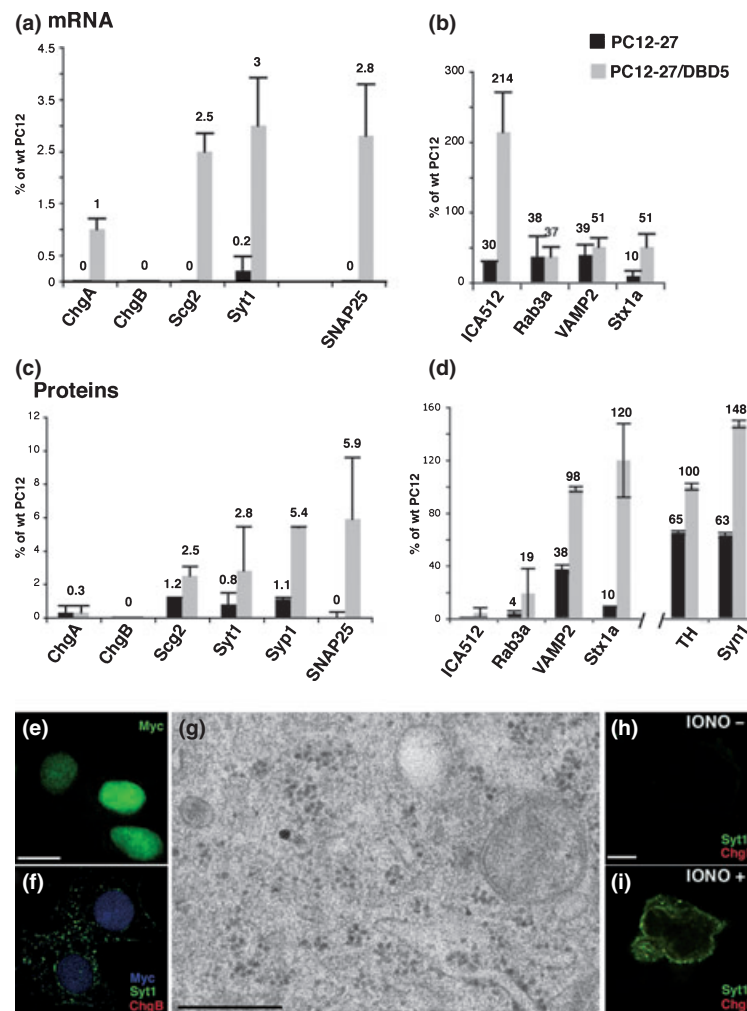 (a) mRNA
% of wt PC12
4.5
3.5
2.5
1.5
0.5
0
1
0
0
0
2.5
0.2
3
0
2.8
ChgA
ChgB
Scg2
Syt1
SNAP25
(b)
PC12-27
PC12-27/DBD5
% of wt PC12
300
200
100
50
0
30
214
38
37
39
51
10
51
ICA512
Rab3a
VAMP2
Stx1a
(c)
Proteins
% of wt PC12
12
10
8
6
4
2
0
0.3
0
1.2
2.5
0.8
2.8
1.1
5.4
0
5.9
ChgA
ChgB
Scg2
Syt1
Syp1
SNAP25
(d)
% of wt PC12
160
120
80
40
0
4
19
38
98
10
120
65
100
63
148
ICA512
Rab3a
VAMP2
Stx1a
TH
Syn1
(e)
Myc
(f)
Myc
Syt1
ChgB
(g)
(h)
IONO –
Syt1
Chg
(i)
IONO +
Syt1
Chg